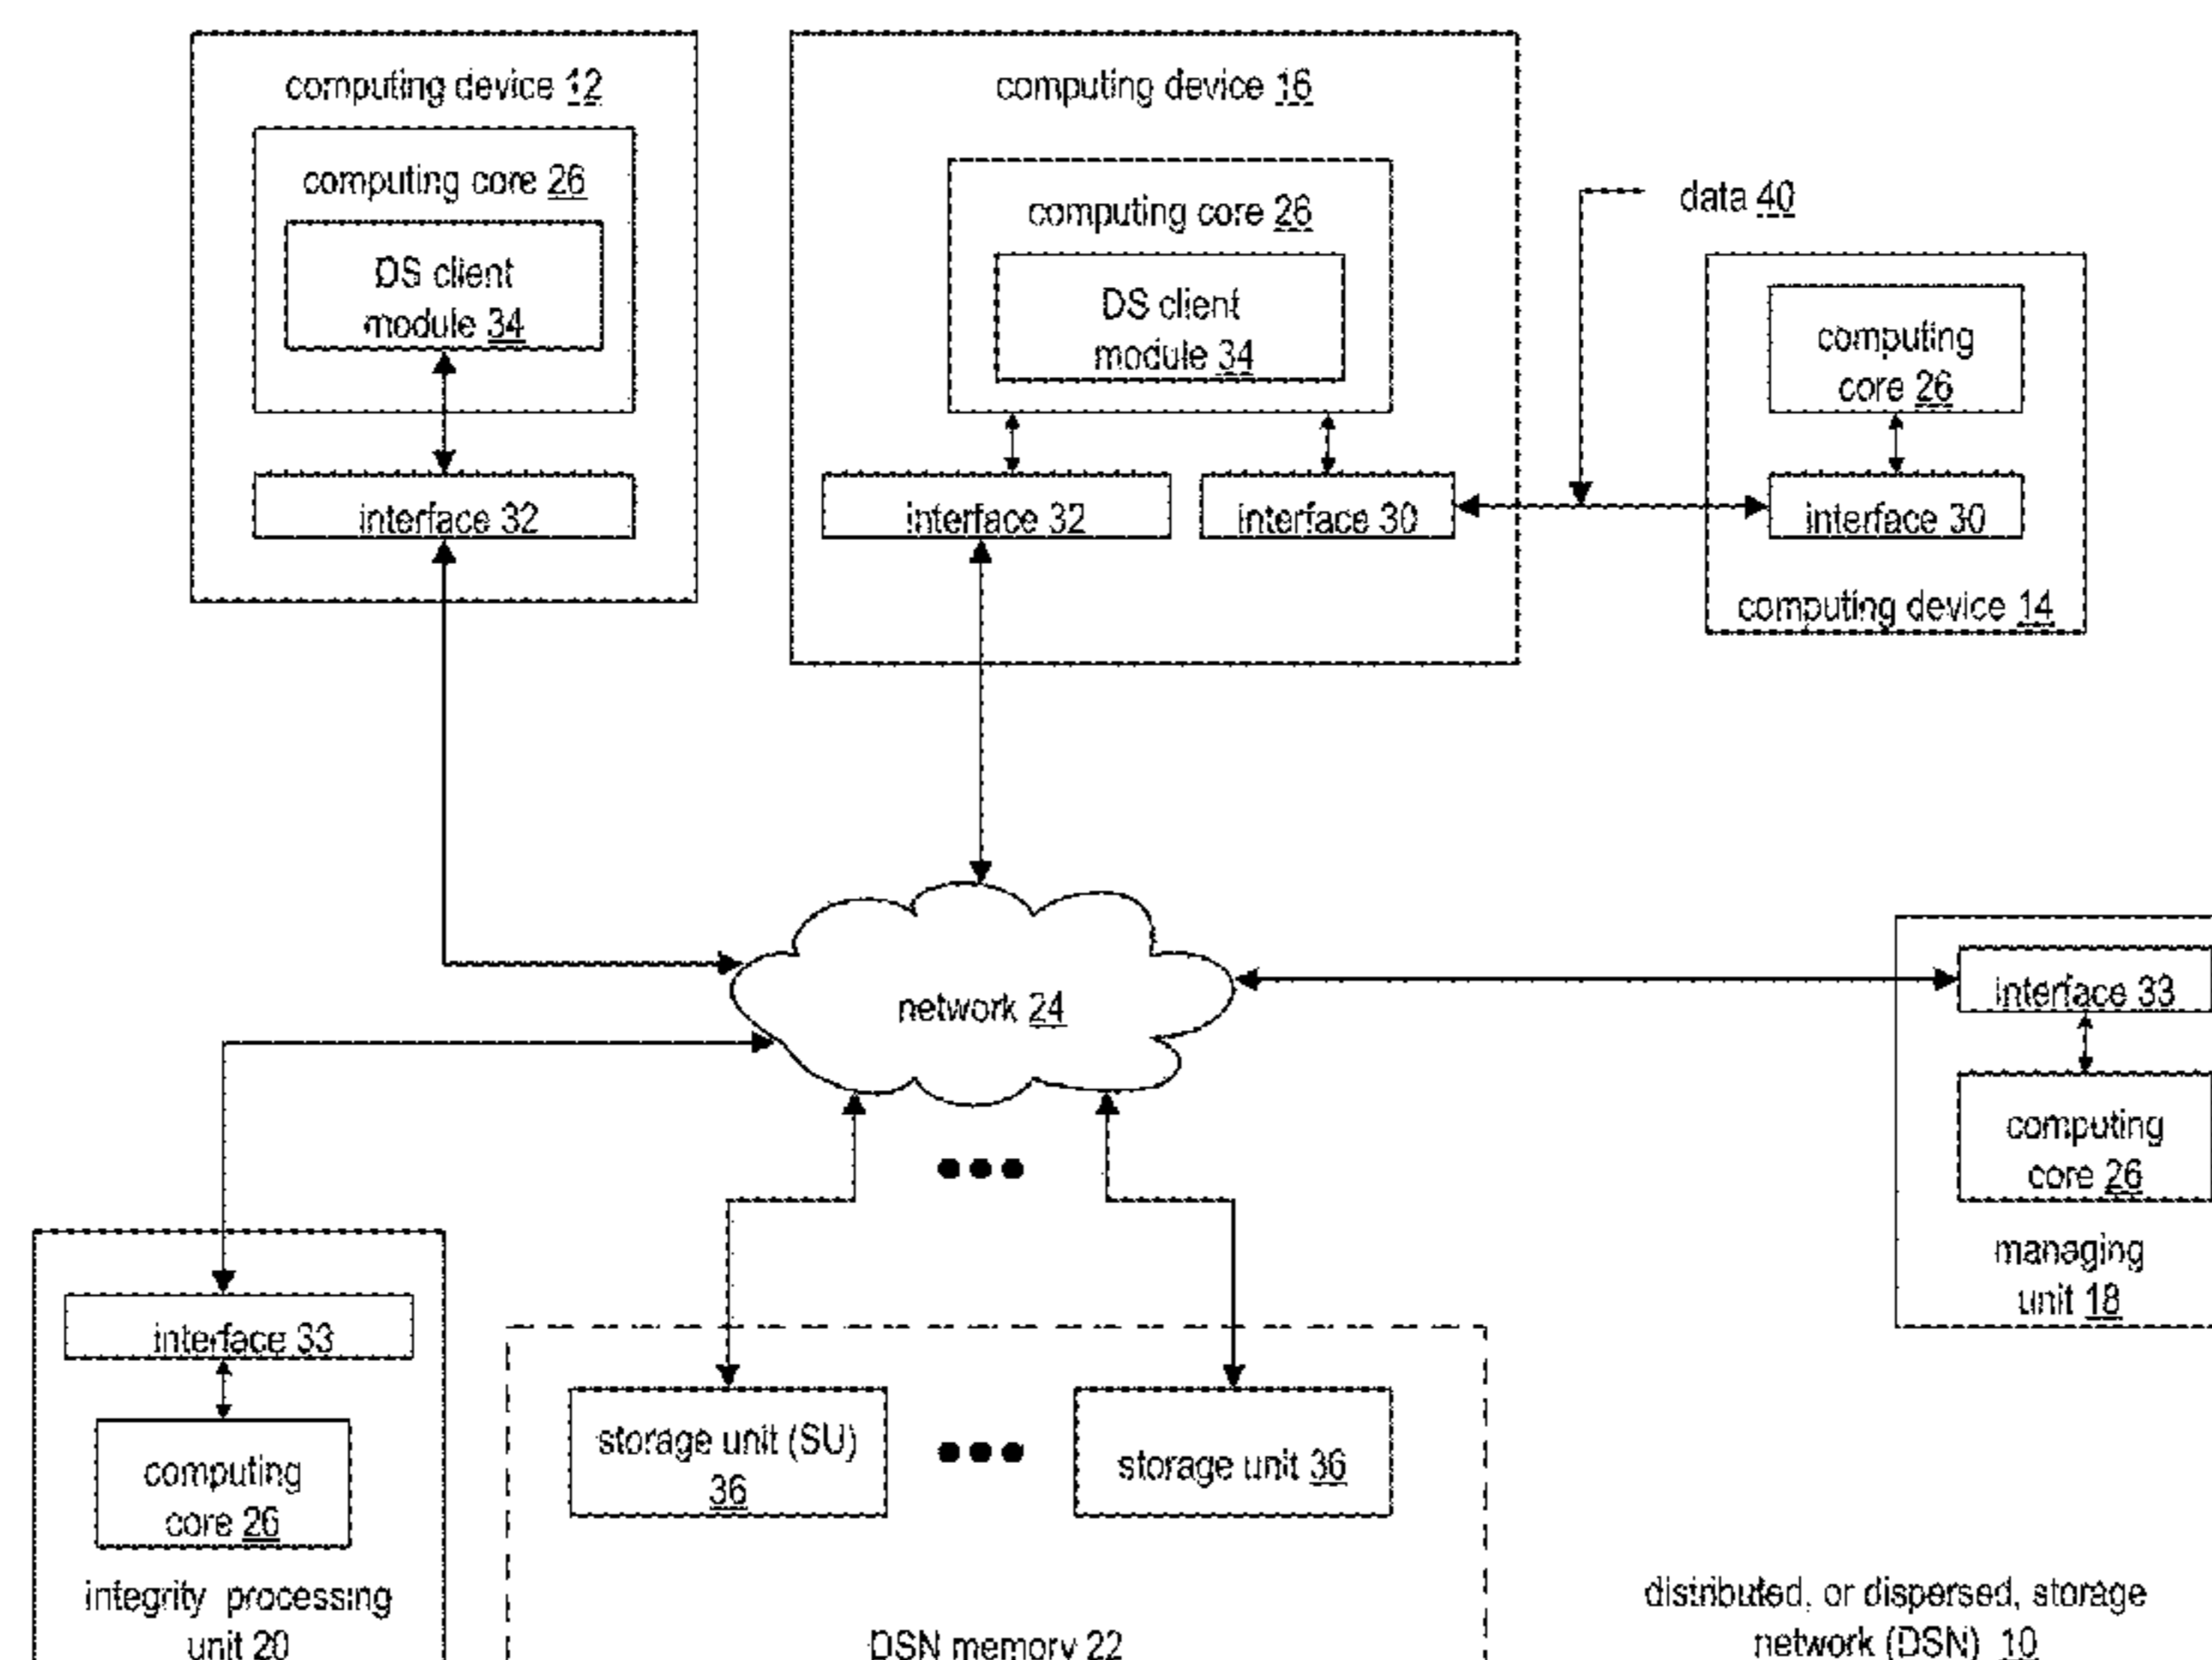 computing device 12
computing core 26
DS client
module 34
interface 32
computing device 16
computing core 26
DS client
module 34
interface 32
interface 30
data 40
computing
core 26
interface 30
computing device 14
network 24
interface 33
computing
core 26
managing
unit 18
interface 33
computing
core 26
integrity processing
unit 20
storage unit (SU)
36
storage unit 36
DSN memory 22
distributed, or dispersed, storage
network (DSN) 10